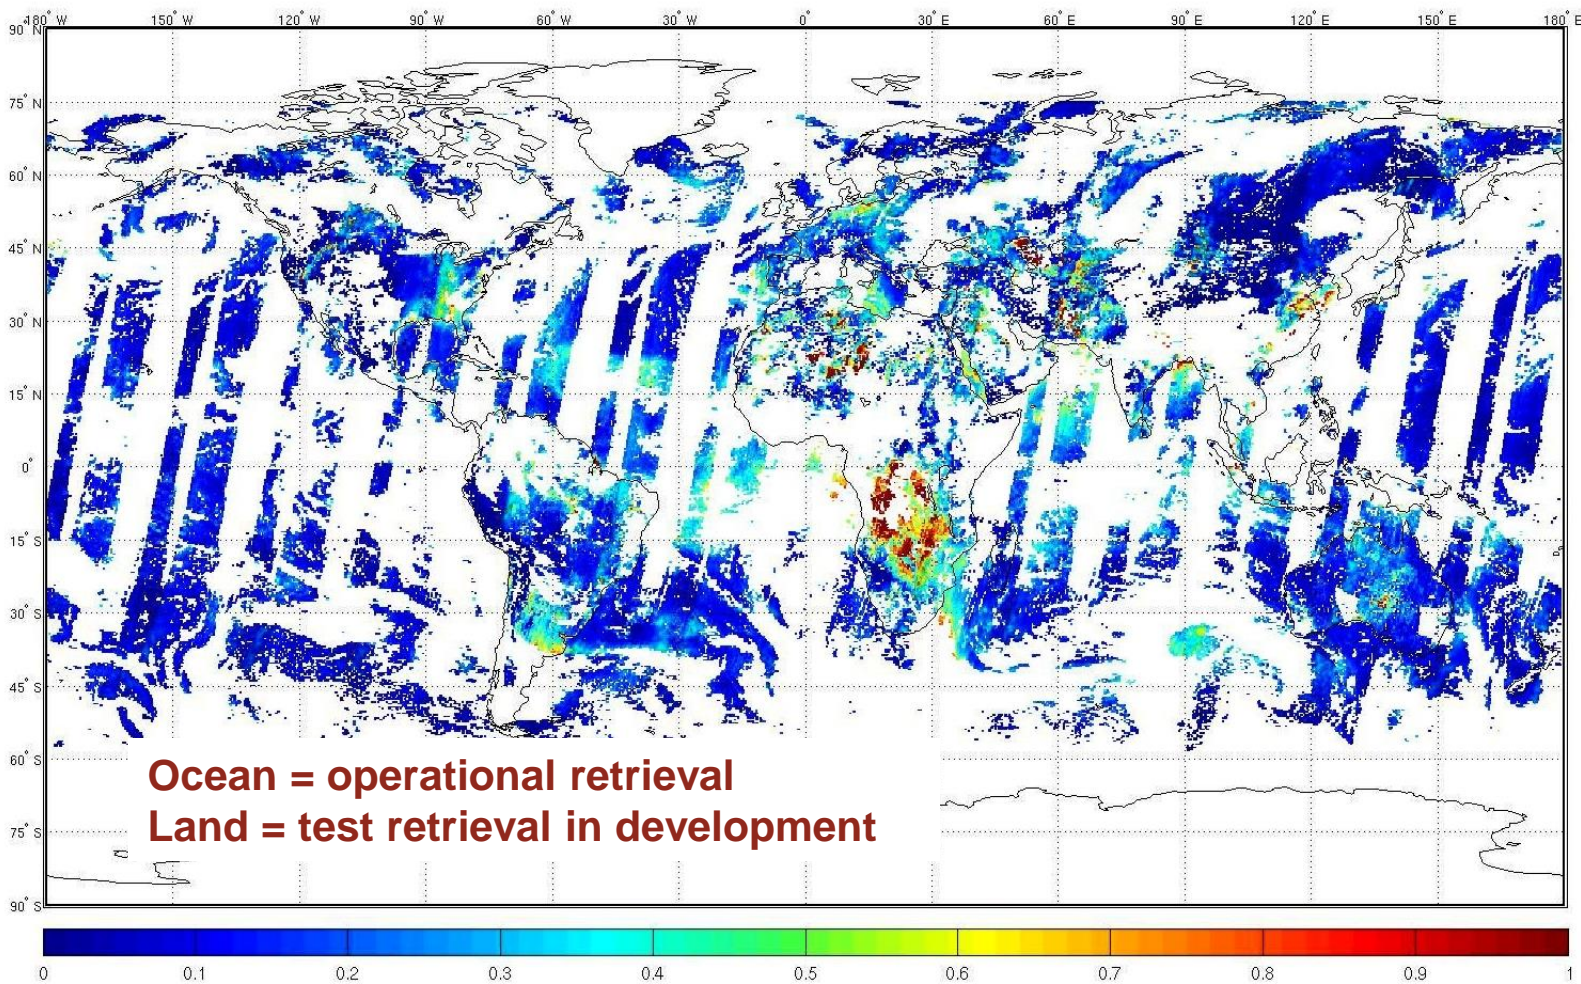 180° W 150° W 120° W 90° W 60° W 30° W 0° 30° E 60° E 90° E 120° E 150° E 180° E
90° N
75° N
60° N
45° N
30° N
15° N
0°
15° S
30° S
45° S
60° S
75° S
90° S
Ocean = operational retrieval
Land = test retrieval in development
0 0.1 0.2 0.3 0.4 0.5 0.6 0.7 0.8 0.9 1